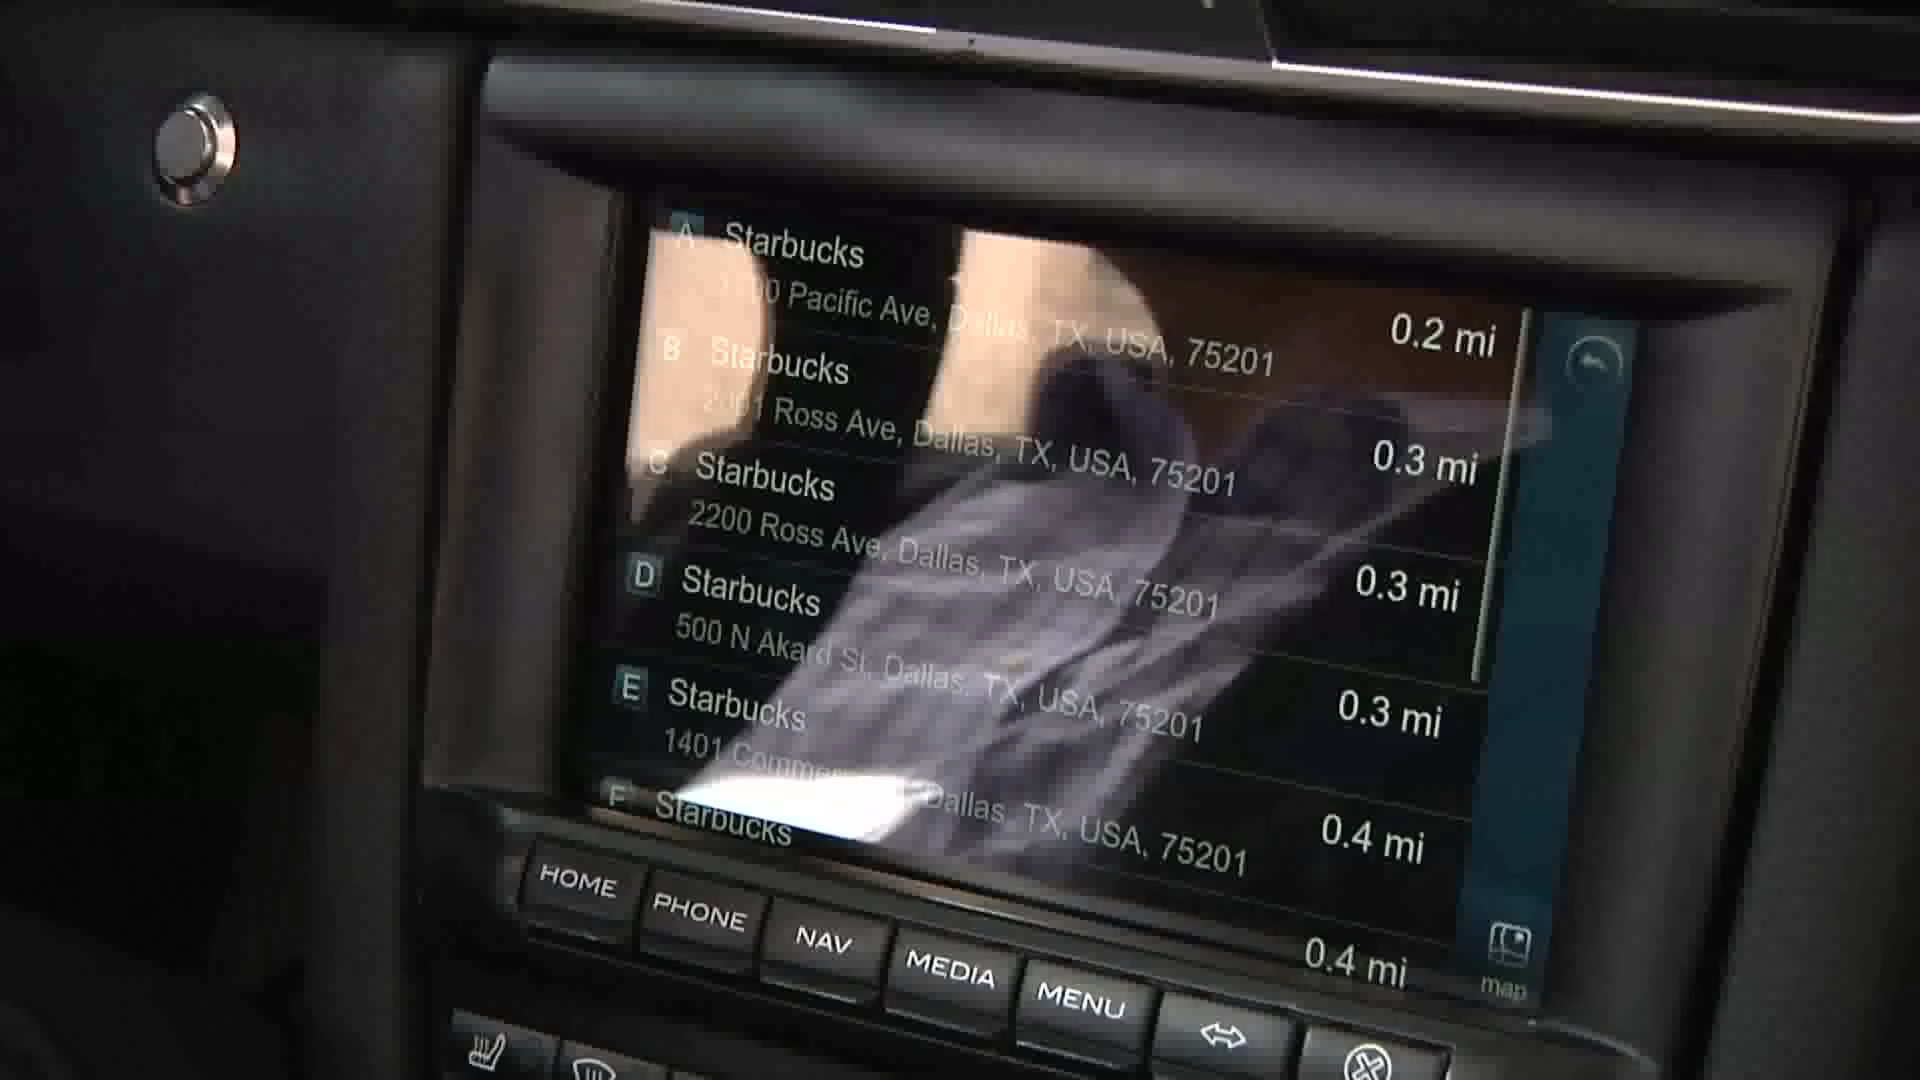 A Starbucks
Pacific Ave, Dallas, TX, USA, 75201
0.2 mi
B Starbucks
Ross Ave, Dallas, TX, USA, 75201
0.3 mi
C Starbucks
2200 Ross Ave, Dallas, TX, USA, 75201
0.3 mi
D Starbucks
500 N Akard St, Dallas, TX, USA, 75201
0.3 mi
E Starbucks
1401 Dallas, TX, USA, 75201
0.4 mi
F Starbucks
0.4 mi
map
HOME PHONE NAV MEDIA MENU